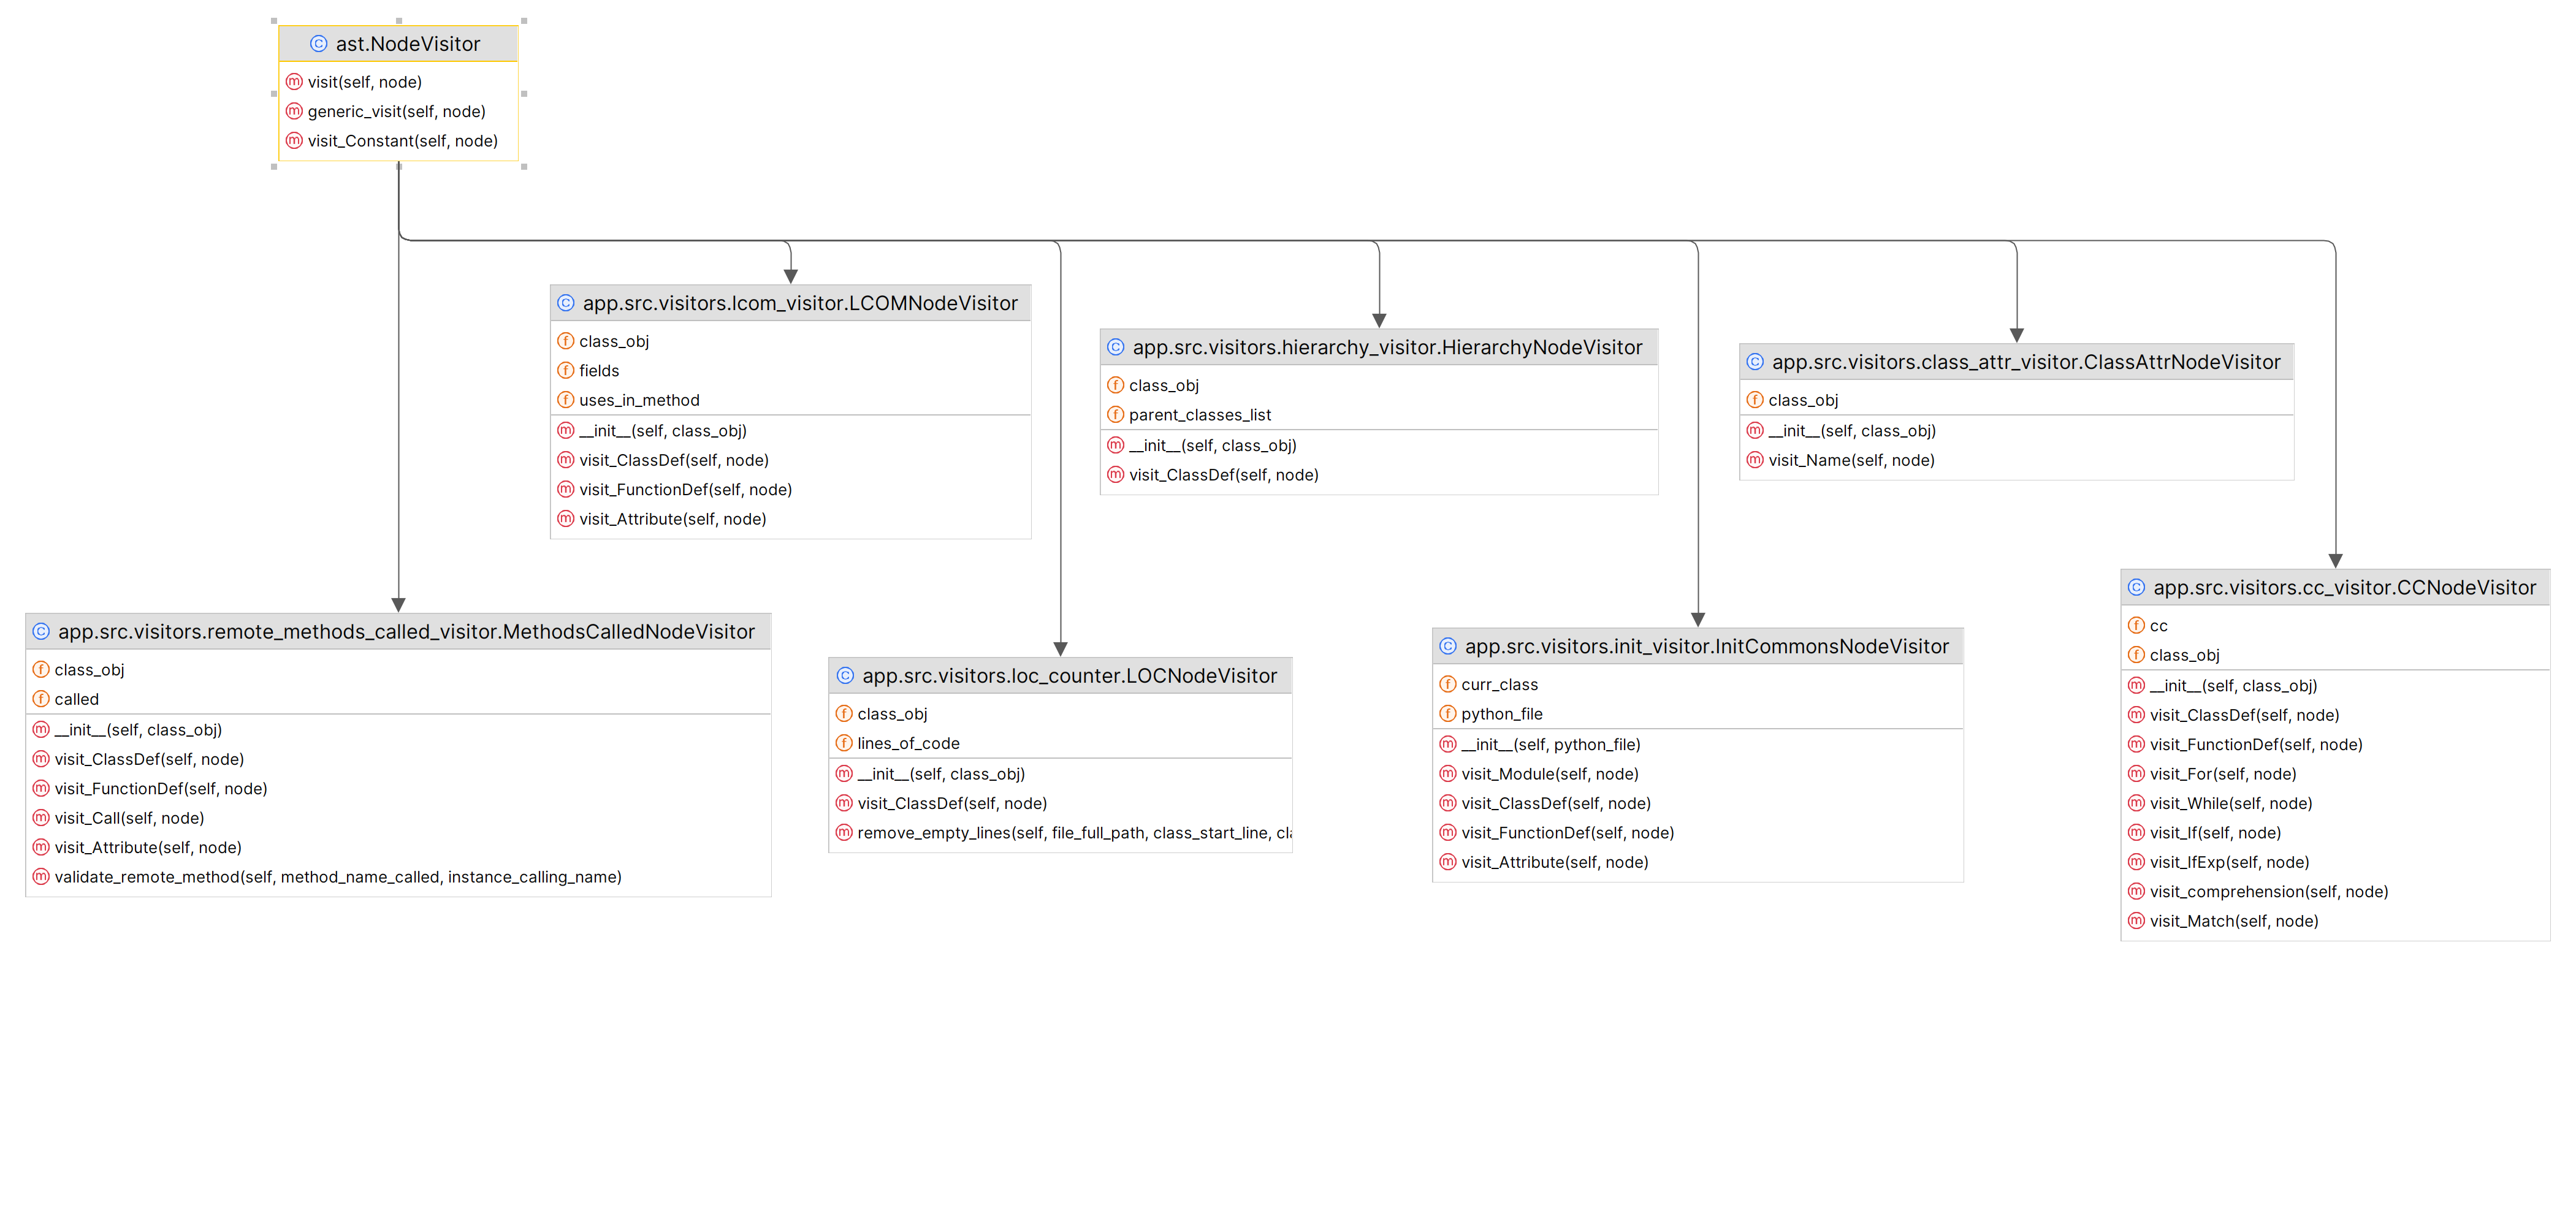 ast.NodeVisitor
visit(self, node)
generic_visit(self, node)
visit_Constant(self, node)
app.src.visitors.lcom_visitor.LCOMNodeVisitor
class_obj
fields
uses_in_method
__init__(self, class_obj)
visit_ClassDef(self, node)
visit_FunctionDef(self, node)
visit_Attribute(self, node)
app.src.visitors.hierarchy_visitor.HierarchyNodeVisitor
class_obj
parent_classes_list
__init__(self, class_obj)
visit_ClassDef(self, node)
app.src.visitors.class_attr_visitor.ClassAttrNodeVisitor
class_obj
__init__(self, class_obj)
visit_Name(self, node)
app.src.visitors.remote_methods_called_visitor.MethodsCalledNodeVisitor
class_obj
called
__init__(self, class_obj)
visit_ClassDef(self, node)
visit_FunctionDef(self, node)
visit_Call(self, node)
visit_Attribute(self, node)
validate_remote_method(self, method_name_called, instance_calling_name)
app.src.visitors.loc_counter.LOCNodeVisitor
class_obj
lines_of_code
__init__(self, class_obj)
visit_ClassDef(self, node)
remove_empty_lines(self, file_full_path, class_start_line,
app.src.visitors.init_visitor.InitCommonsNodeVisitor
curr_class
python_file
__init__(self, python_file)
visit_Module(self, node)
visit_ClassDef(self, node)
visit_FunctionDef(self, node)
visit_Attribute(self, node)
app.src.visitors.cc_visitor.CCNodeVisitor
cc
class_obj
__init__(self, class_obj)
visit_ClassDef(self, node)
visit_FunctionDef(self, node)
visit_For(self, node)
visit_While(self, node)
visit_If(self, node)
visit_IfExp(self, node)
visit_comprehension(self, node)
visit_Match(self, node)